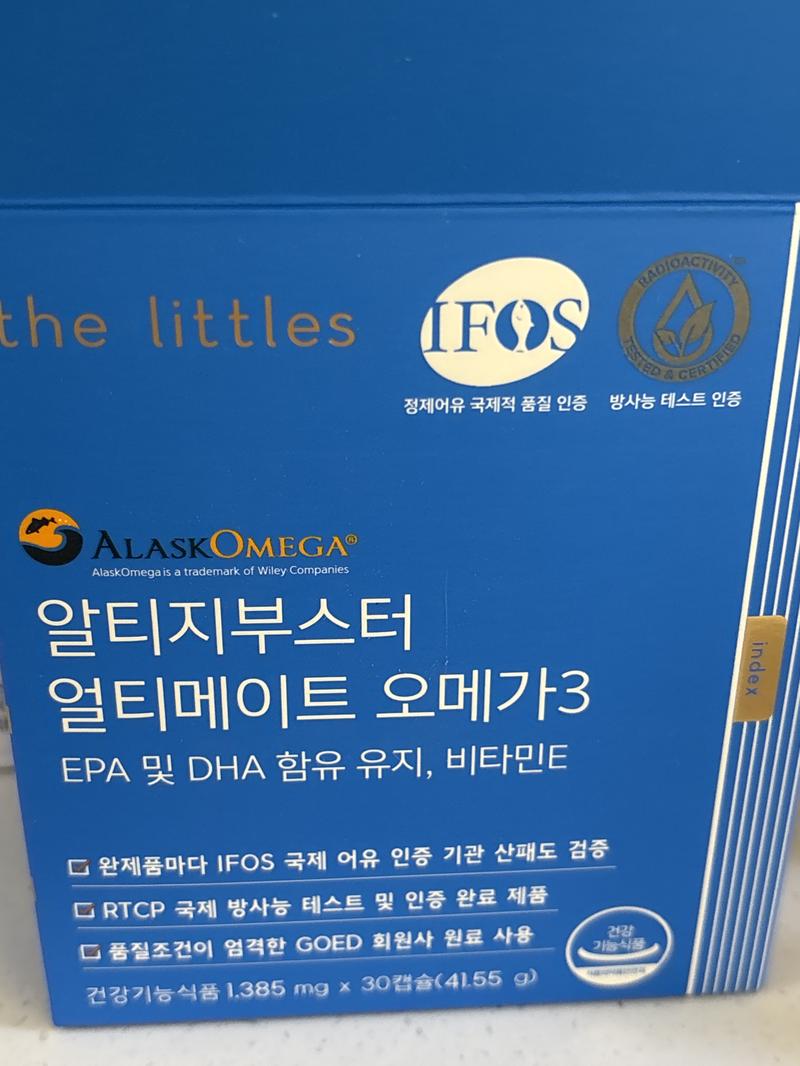 the littles
IFOS
정제어유 국제적 품질 인증
RADIOACTIVITY
TESTED & CERTIFIED
방사능 테스트 인증
ALASKOMEGA®
AlaskOmega is a trademark of Wiley Companies
알티지부스터
얼티메이트 오메가3
EPA 및 DHA 함유 유지, 비타민E
index
완제품마다 IFOS 국제 어유 인증 기관 산패도 검증
RTCP 국제 방사능 테스트 및 인증 완료 제품
품질조건이 엄격한 GOED 회원사 원료 사용
건강
기능식품
건강기능식품 1,385 mg x 30캡슐(41.55 g)